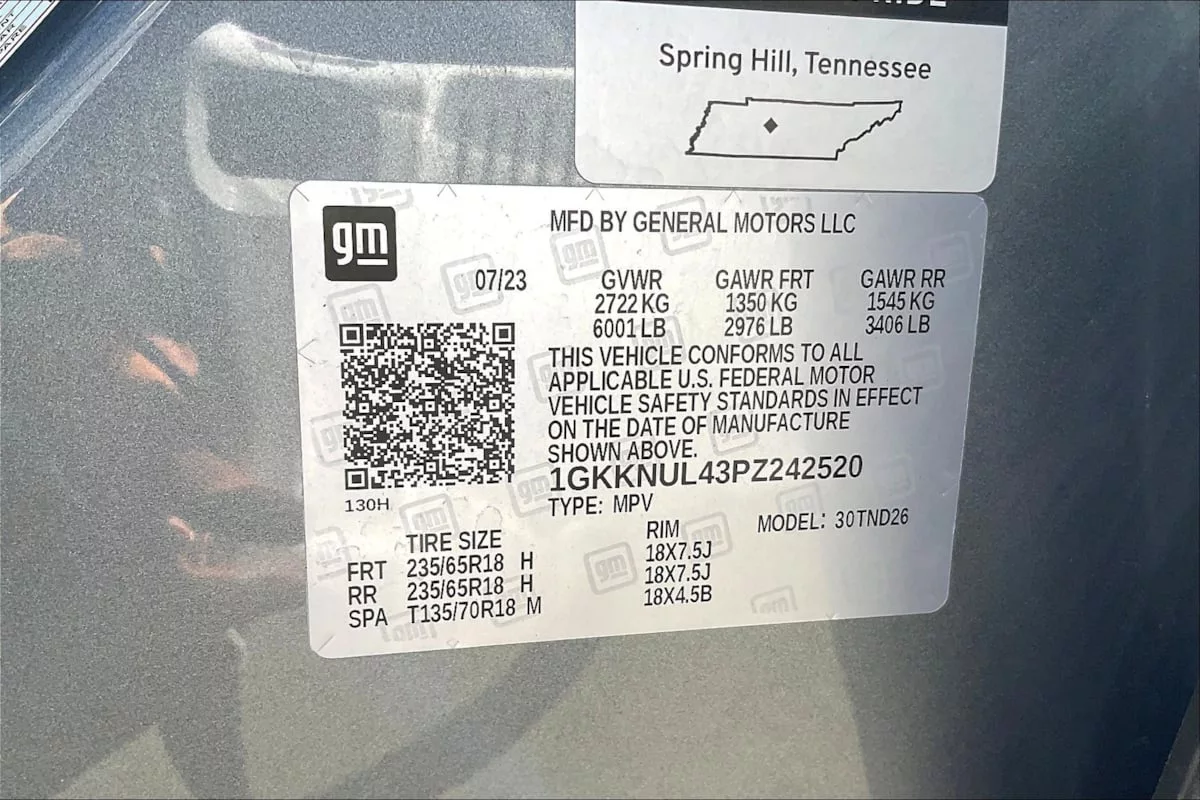 Spring Hill, Tennessee
gm
MFD BY GENERAL MOTORS LLC
07/23 GVWR GAWR FRT GAWR RR
2722 KG 1350 KG 1545 KG
6001 LB 2976 LB 3406 LB
THIS VEHICLE CONFORMS TO ALL
APPLICABLE U.S. FEDERAL MOTOR
VEHICLE SAFETY STANDARDS IN EFFECT
ON THE DATE OF MANUFACTURE
SHOWN ABOVE.
1GKKNUL43PZ242520
130H
TYPE: MPV
MODEL: 30TND26
TIRE SIZE RIM
FRT 235/65R18 H 18X7.5J
RR 235/65R18 H 18X7.5J
SPA T135/70R18 M 18X4.5B